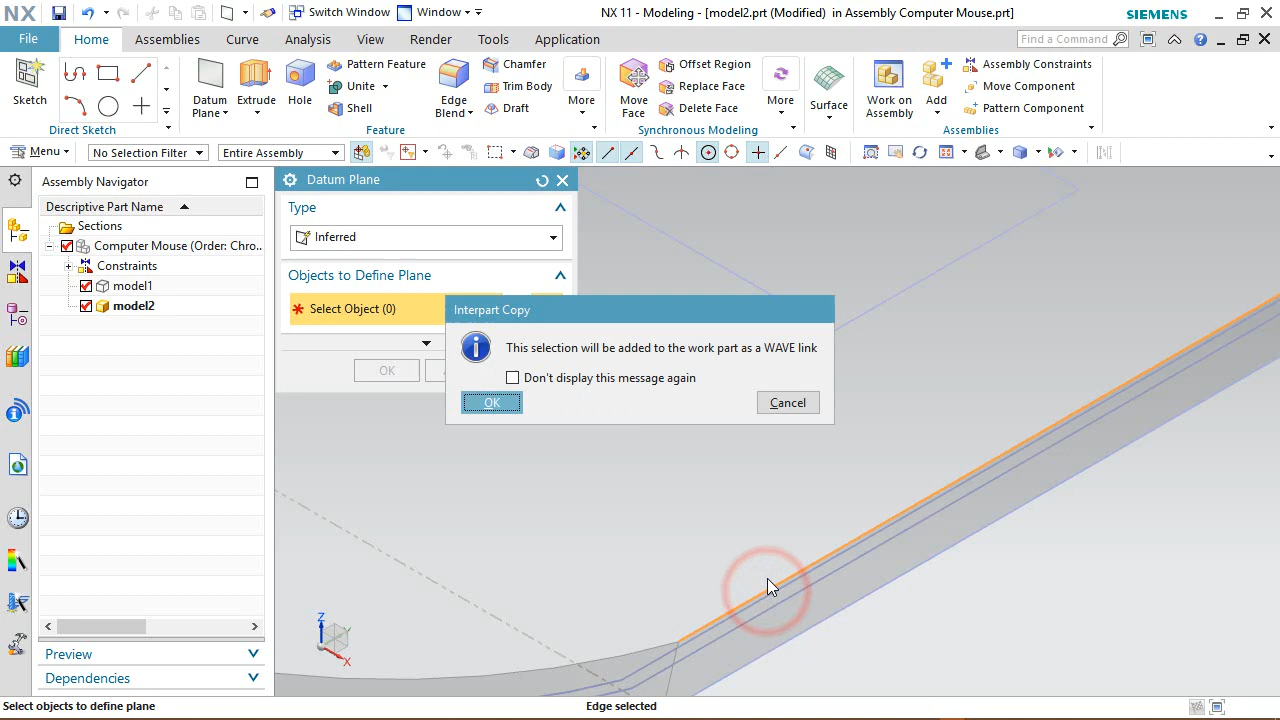 NX
Switch Window
Window
NX 11 - Modeling - [model2.prt (Modified) in Assembly Computer Mouse.prt]
SIEMENS
File
Home
Assemblies
Curve
Analysis
View
Render
Tools
Application
Find a Command
Sketch
Direct Sketch
Datum Plane
Extrude
Hole
Pattern Feature
Unite
Shell
Edge Blend
Chamfer
Trim Body
Draft
More
Feature
Move Face
Offset Region
Replace Face
Delete Face
More
Synchronous Modeling
Surface
Work on Assembly
Add
Assembly Constraints
Move Component
Pattern Component
Assemblies
Menu
No Selection Filter
Entire Assembly
Assembly Navigator
Descriptive Part Name
Sections
Computer Mouse (Order: Chro..
Constraints
model1
model2
Preview
Dependencies
Datum Plane
Type
Inferred
Objects to Define Plane
Select Object (0)
OK
Interpart Copy
This selection will be added to the work part as a WAVE link
Don't display this message again
OK
Cancel
Z
Y
X
Select objects to define plane
Edge selected